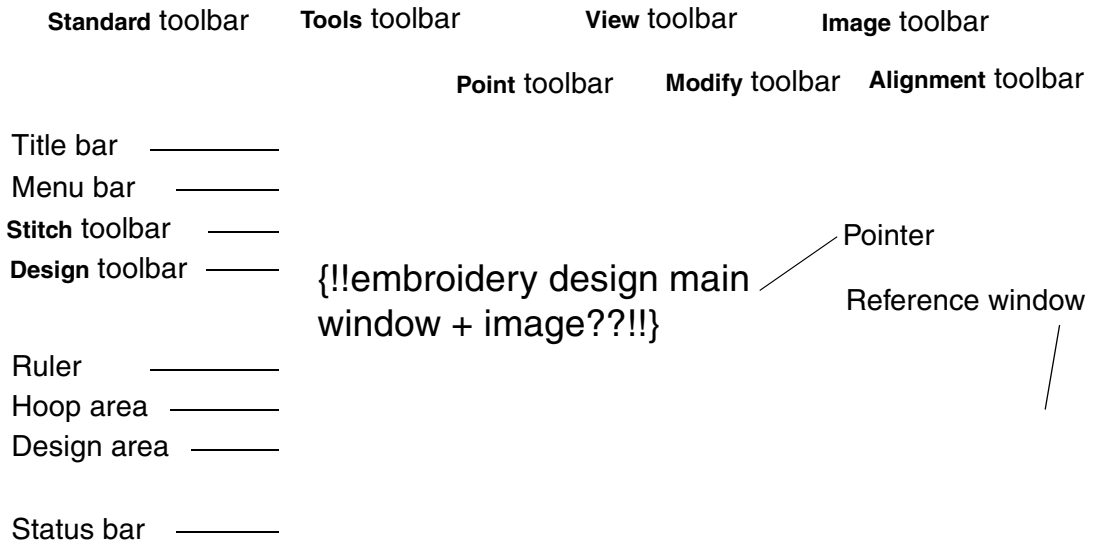 Standard toolbar Tools toolbar View toolbar Image toolbar
Point toolbar Modify toolbar Alignment toolbar
Title bar
Menu bar
Stitch toolbar
Design toolbar
Pointer
{!!embroidery design main
window + image??!!}
Reference window
Ruler
Hoop area
Design area
Status bar